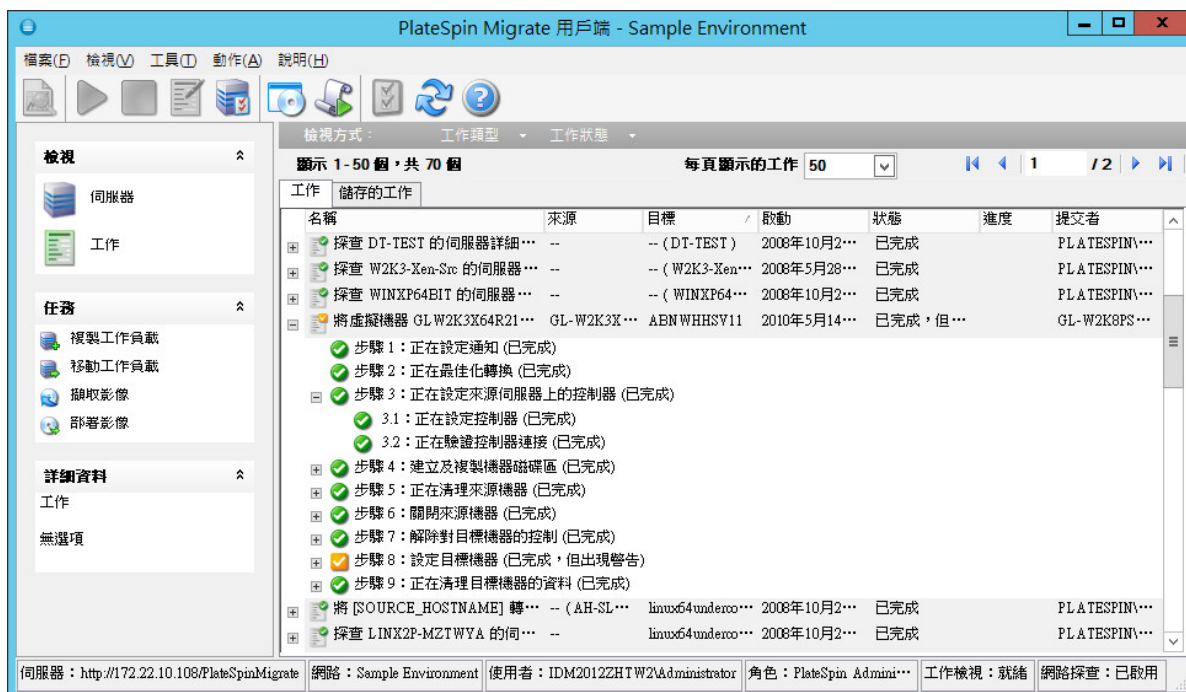 PlateSpin Migrate 用戶端 - Sample Environment
檔案(F) 檢視(V) 工具(T) 動作(A) 說明(H)
檢視方式： 工作類型 工作狀態
檢視
伺服器
工作
任務
複製工作負載
移動工作負載
擷取影像
部署影像
詳細資料
工作
無選項
顯示 1-50 個，共 70 個 每頁顯示的工作 50 1 / 2
工作 儲存的工作
名稱 來源 目標 啟動 狀態 進度 提交者
探查 DT-TEST 的伺服器詳細… -- -- ( DT-TEST ) 2008年10月2… 已完成 PLATESPIN\…
探查 W2K3-Xen-Src 的伺服器… -- -- ( W2K3-Xen… 2008年5月28… 已完成 PLATESPIN\…
探查 WINXP64BIT 的伺服器… -- -- ( WINXP64… 2008年10月2… 已完成 PLATESPIN\…
將虛擬機器 GLW2K3X64R21… GL-W2K3X… ABNWHHSV11 2010年5月14… 已完成，但… GL-W2K8PS…
步驟 1：正在設定通知 (已完成)
步驟 2：正在最佳化轉換 (已完成)
步驟 3：正在設定來源伺服器上的控制器 (已完成)
3.1：正在設定控制器 (已完成)
3.2：正在驗證控制器連接 (已完成)
步驟 4：建立及複製機器磁碟區 (已完成)
步驟 5：正在清理來源機器 (已完成)
步驟 6：關閉來源機器 (已完成)
步驟 7：解除對目標機器的控制 (已完成)
步驟 8：設定目標機器 (已完成，但出現警告)
步驟 9：正在清理目標機器的資料 (已完成)
將 [SOURCE_HOSTNAME] 轉… -- ( AH-SL… linux64underco… 2008年10月2… 已完成 PLATESPIN\…
探查 LINX2P-MZTWYA 的伺… -- linux64underco… 2008年10月2… 已完成 PLATESPIN\…
伺服器：http://172.22.10.108/PlateSpinMigrate 網路：Sample Environment 使用者：IDM2012ZHTW2\Administrator 角色：PlateSpin Admini… 工作檢視：就緒 網路探查：已啟用